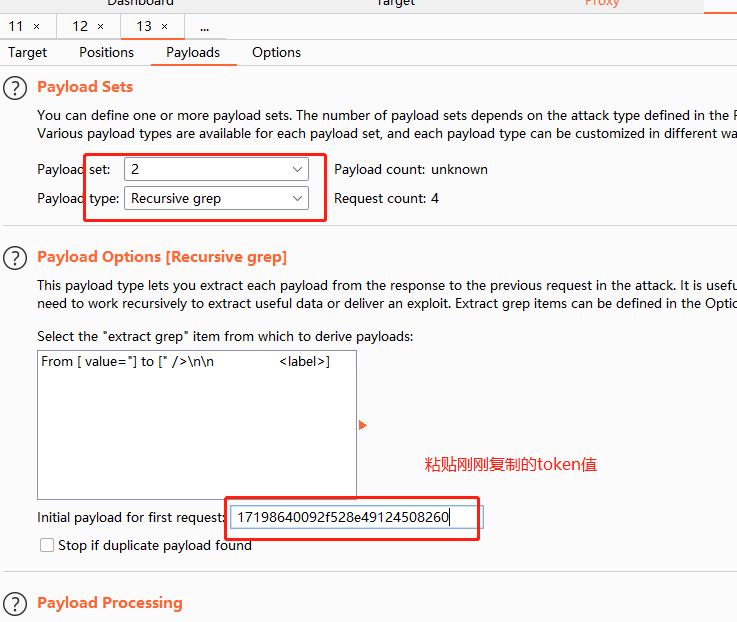 Dashboard Target Proxy
11 × 12 × 13 × ...
Target Positions Payloads Options
? Payload Sets
You can define one or more payload sets. The number of payload sets depends on the attack type defined in the
Various payload types are available for each payload set, and each payload type can be customized in different wa
Payload set: 2 Payload count: unknown
Payload type: Recursive grep Request count: 4
? Payload Options [Recursive grep]
This payload type lets you extract each payload from the response to the previous request in the attack. It is usefu
need to work recursively to extract useful data or deliver an exploit. Extract grep items can be defined in the Optio
Select the "extract grep" item from which to derive payloads:
From [ value="] to [" />\n\n <label>]
粘贴刚刚复制的token值
Initial payload for first request: 17198640092f528e49124508260
Stop if duplicate payload found
? Payload Processing